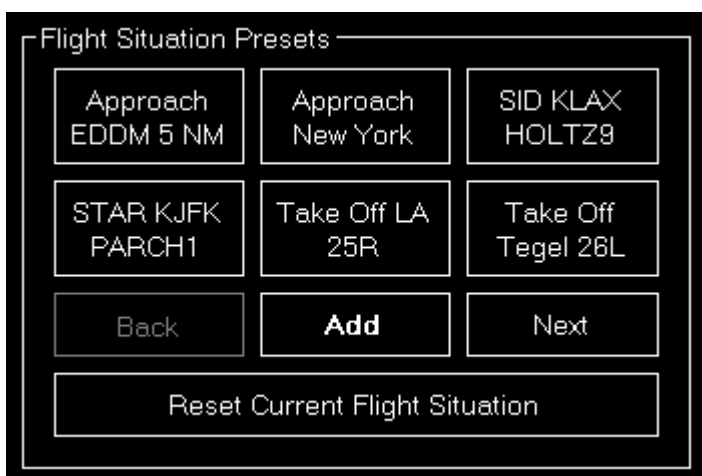 Flight Situation Presets
Approach
EDDM 5 NM
Approach
New York
SID KLAX
HOLTZ9
STAR KJFK
PARCH1
Take Off LA
25R
Take Off
Tegel 26L
Back
Add
Next
Reset Current Flight Situation